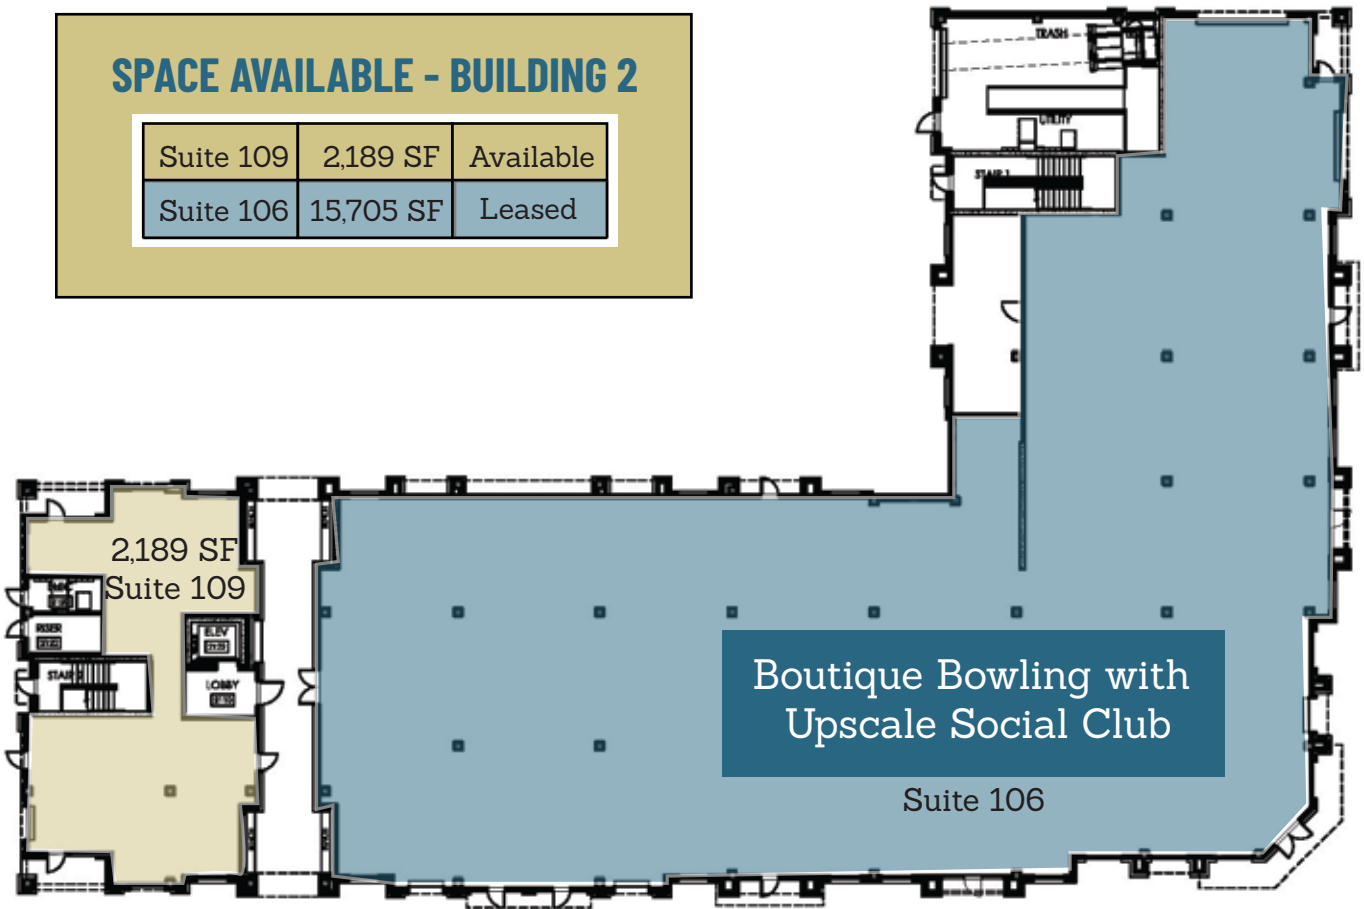 SPACE AVAILABLE - BUILDING 2
Suite 109 2,189 SF Available
Suite 106 15,705 SF Leased
TRASH
UTILITY
STAIR 1
2,189 SF
Suite 109
RISER
ELEV
STAIR 2
LOBBY
Boutique Bowling with
Upscale Social Club
Suite 106